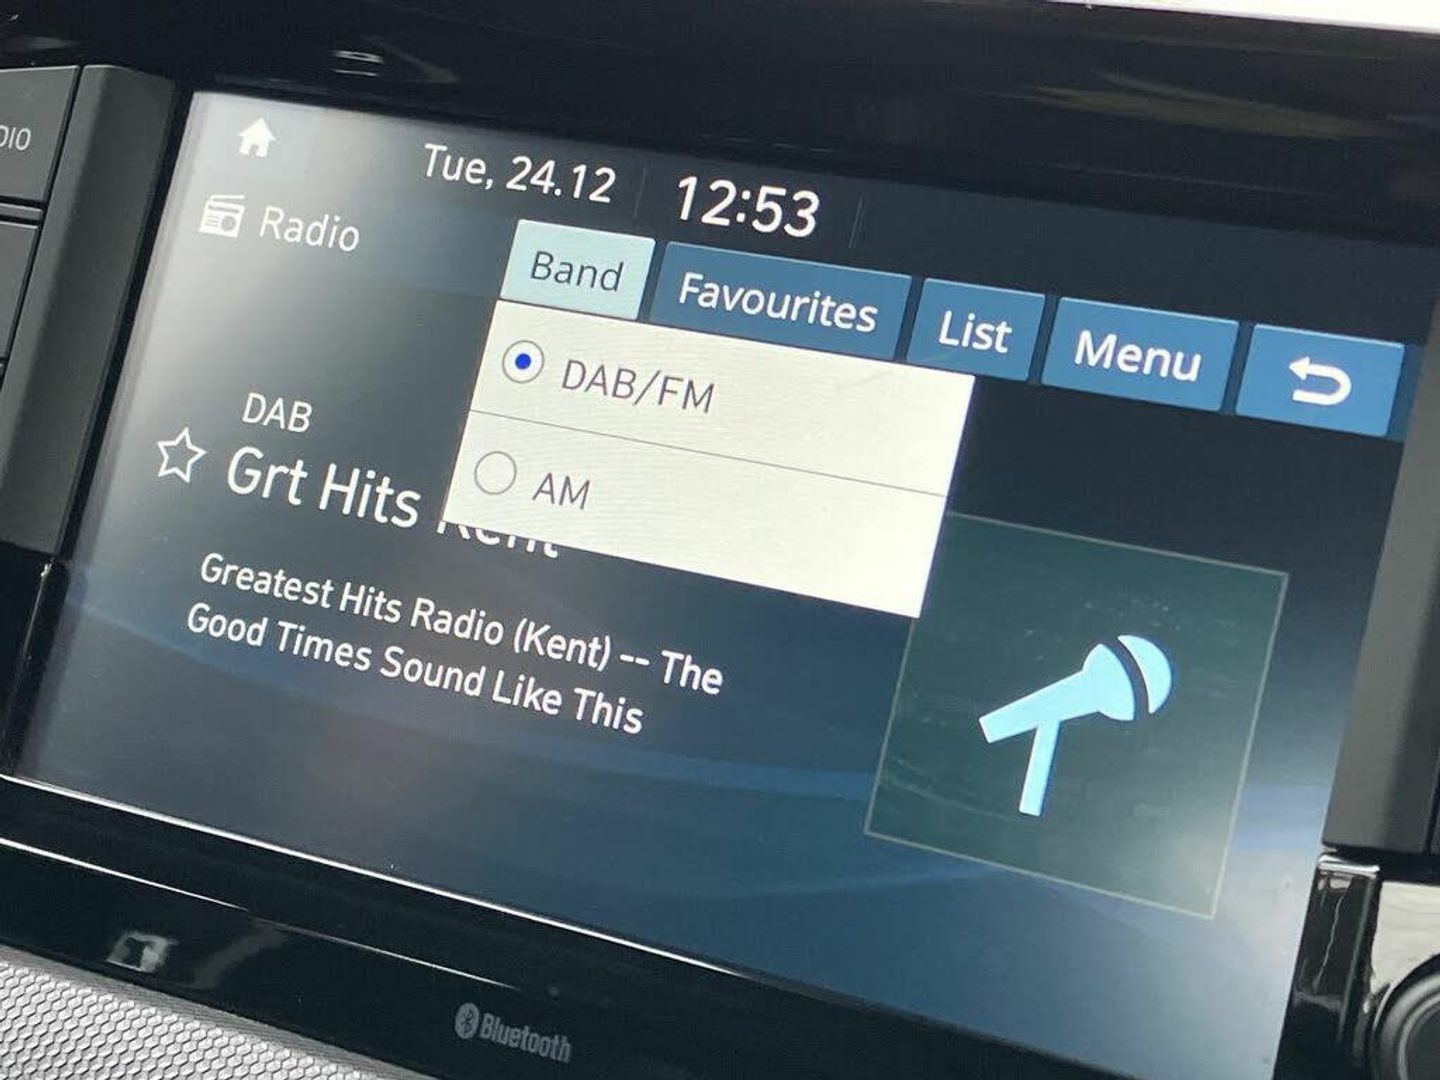 DIO
Tue, 24.12 12:53
Radio
Band Favourites List Menu
DAB/FM
AM
DAB
Grt Hits Kent
Greatest Hits Radio (Kent) -- The
Good Times Sound Like This
Bluetooth